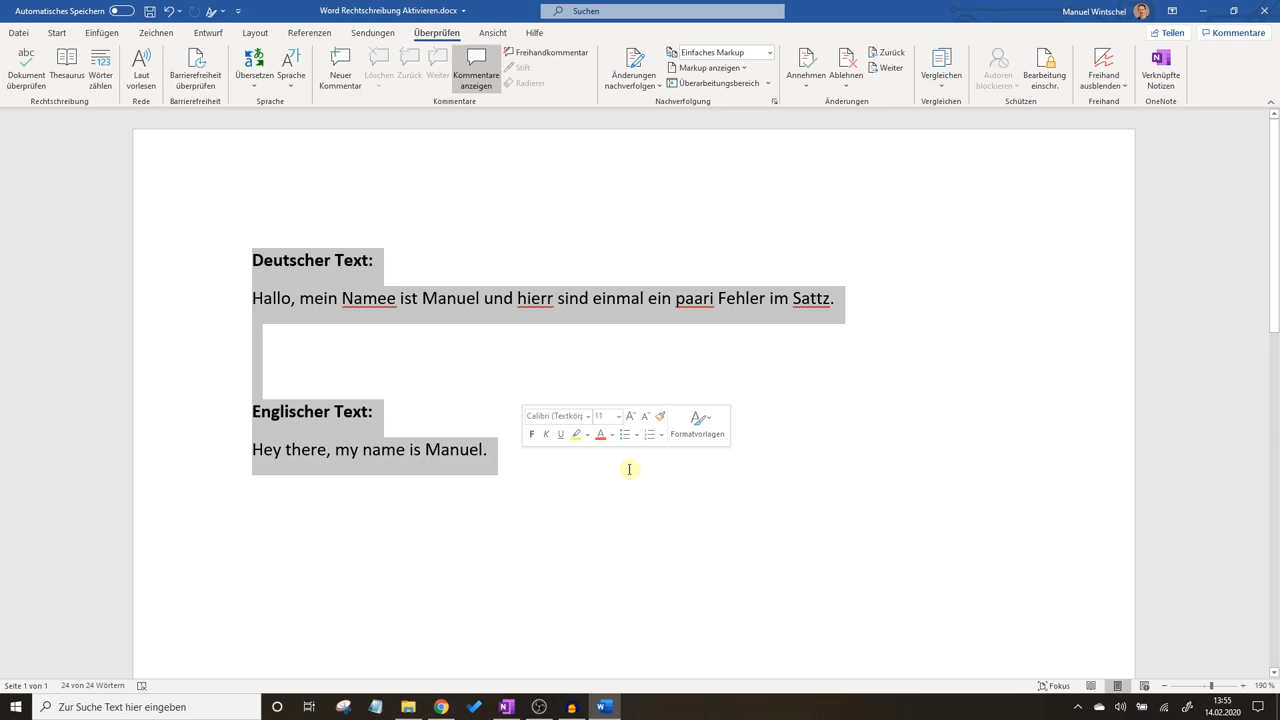 Automatisches Speichern
Word Rechtschreibung Aktivieren.docx
Suchen
Manuel Wintschel
Datei Start Einfügen Zeichnen Entwurf Layout Referenzen Sendungen Überprüfen Ansicht Hilfe
Teilen Kommentare
abc
Dokument überprüfen
Thesaurus
123
Wörter zählen
Rechtschreibung
Laut vorlesen
Rede
Barrierefreiheit überprüfen
Barrierefreiheit
Übersetzen
Sprache
Sprache
Neuer Kommentar
Löschen
Zurück
Weiter
Kommentare anzeigen
Freihandkommentar
Stift
Radierer
Kommentare
Änderungen nachverfolgen
Einfaches Markup
Markup anzeigen
Überarbeitungsbereich
Nachverfolgung
Annehmen
Ablehnen
Zurück
Weiter
Änderungen
Vergleichen
Vergleichen
Autoren blockieren
Bearbeitung einschr.
Schützen
Freihand ausblenden
Freihand
Verknüpfte Notizen
OneNote
Deutscher Text:
Hallo, mein Namee ist Manuel und hierr sind einmal ein paari Fehler im Sattz.
Englischer Text:
Hey there, my name is Manuel.
Calibri (Textkörp 11
F K U
Formatvorlagen
Seite 1 von 1 24 von 24 Wörtern
Fokus
190 %
Zur Suche Text hier eingeben
13:55
14.02.2020